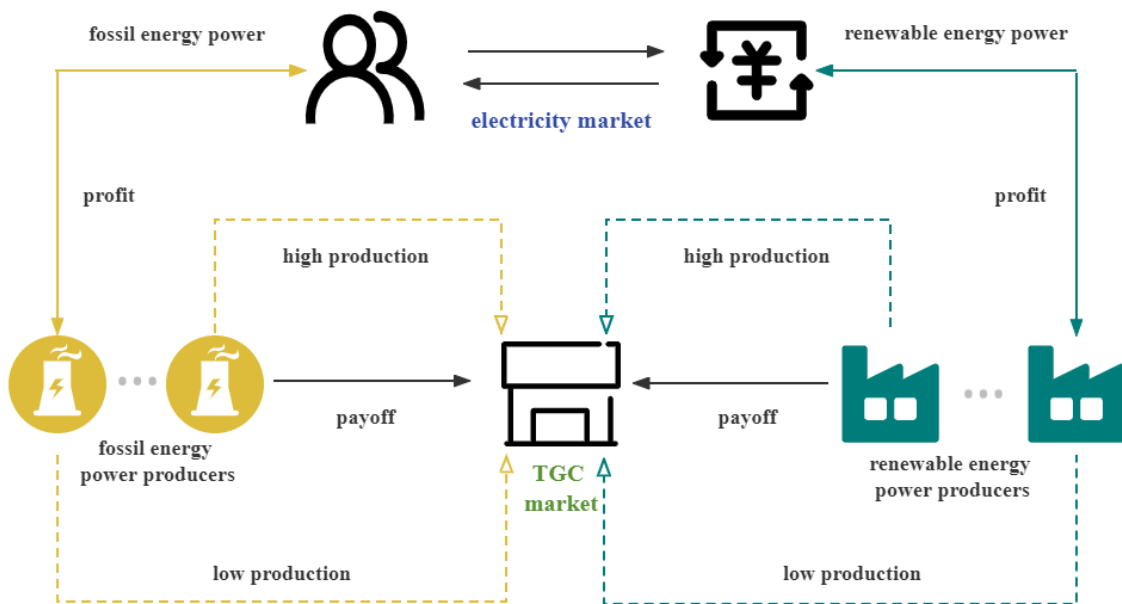 fossil energy power
renewable energy power
electricity market
profit
profit
high production
high production
payoff
payoff
fossil energy
power producers
TGC
market
renewable energy
power producers
low production
low production